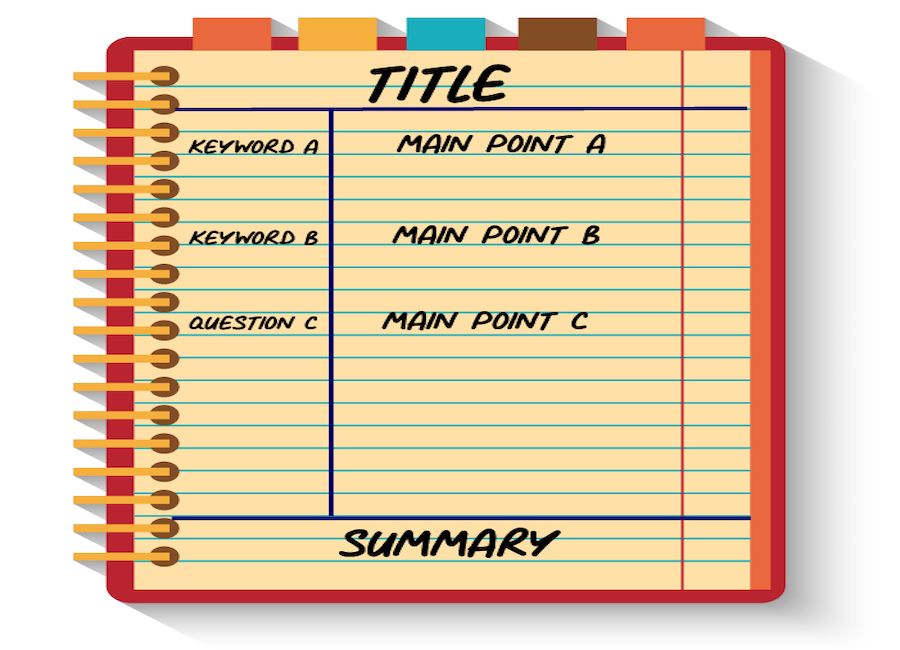 TITLE
KEYWORD A MAIN POINT A
KEYWORD B MAIN POINT B
QUESTION C MAIN POINT C
SUMMARY